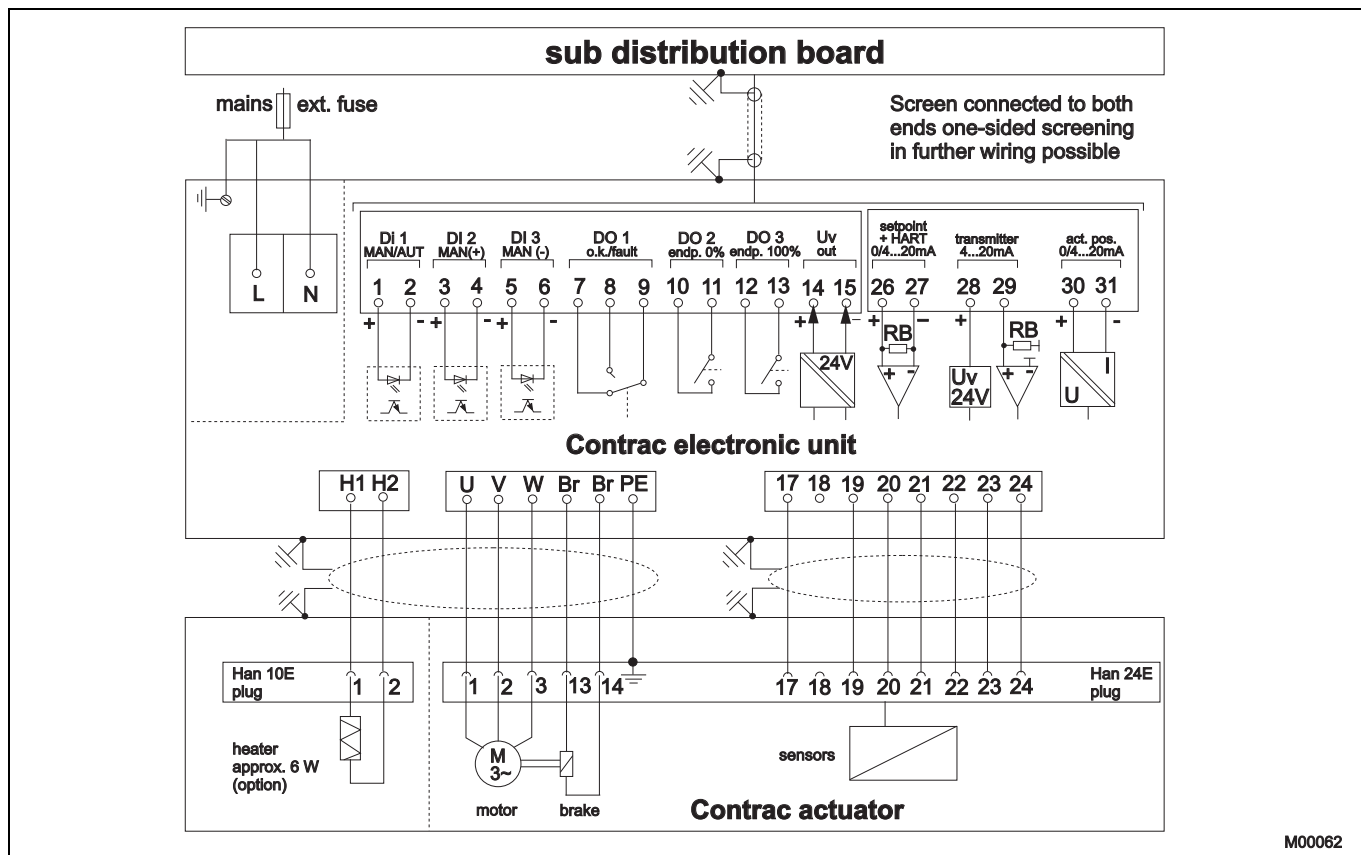 sub distribution board
mains ext. fuse
Screen connected to both
ends one-sided screening
in further wiring possible
L N
Di 1 DI 2 DI 3 DO 1 DO 2 DO 3 Uv
MAN/AUT MAN(+) MAN (-) o.k./fault endp. 0% endp. 100% out
setpoint
+ HART transmitter act. pos.
0/4...20mA 4...20mA 0/4...20mA
1 2 3 4 5 6 7 8 9 10 11 12 13 14 15 26 27 28 29 30 31
+ - + - + - + - + - + + -
RB RB
24V + - Uv 24V + - U I
Contrac electronic unit
H1 H2 U V W Br Br PE 17 18 19 20 21 22 23 24
Han 10E
plug
1 2
1 2 3 13 14
17 18 19 20 21 22 23 24
Han 24E
plug
heater
approx. 6 W
(option)
M
3~
motor brake
sensors
Contrac actuator
M00062